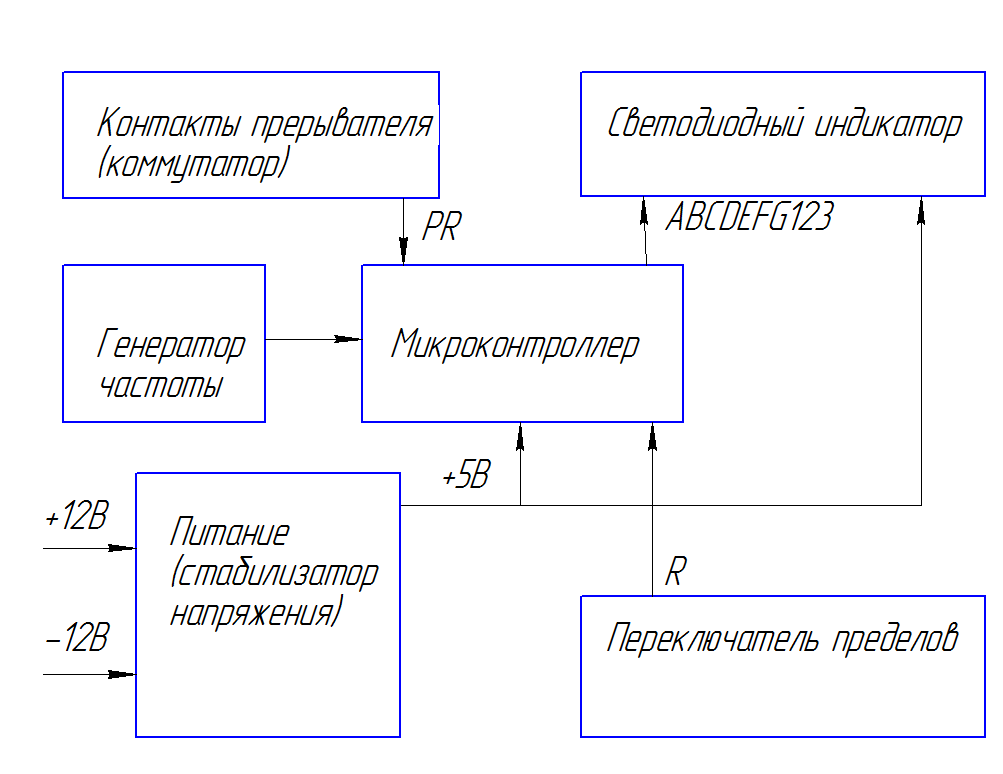 Контакты прерывателя
(коммутатор)
Светодиодный индикатор
PR
ABCDEFG123
Генератор
частоты
Микроконтроллер
+5В
+12В
Питание
(стабилизатор
напряжения)
-12В
R
Переключатель пределов